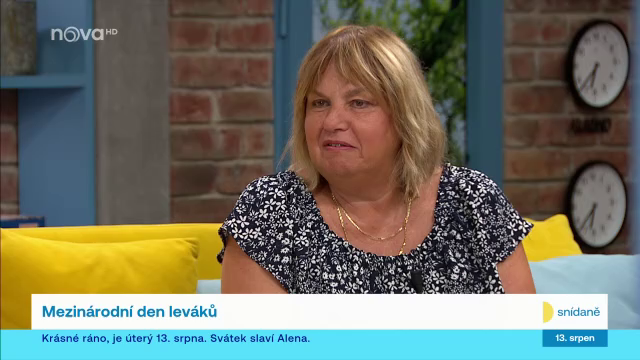 nova HD
Mezinárodní den leváků
snídaně
Krásné ráno, je úterý 13. srpna. Svátek slaví Alena.
13. srpen